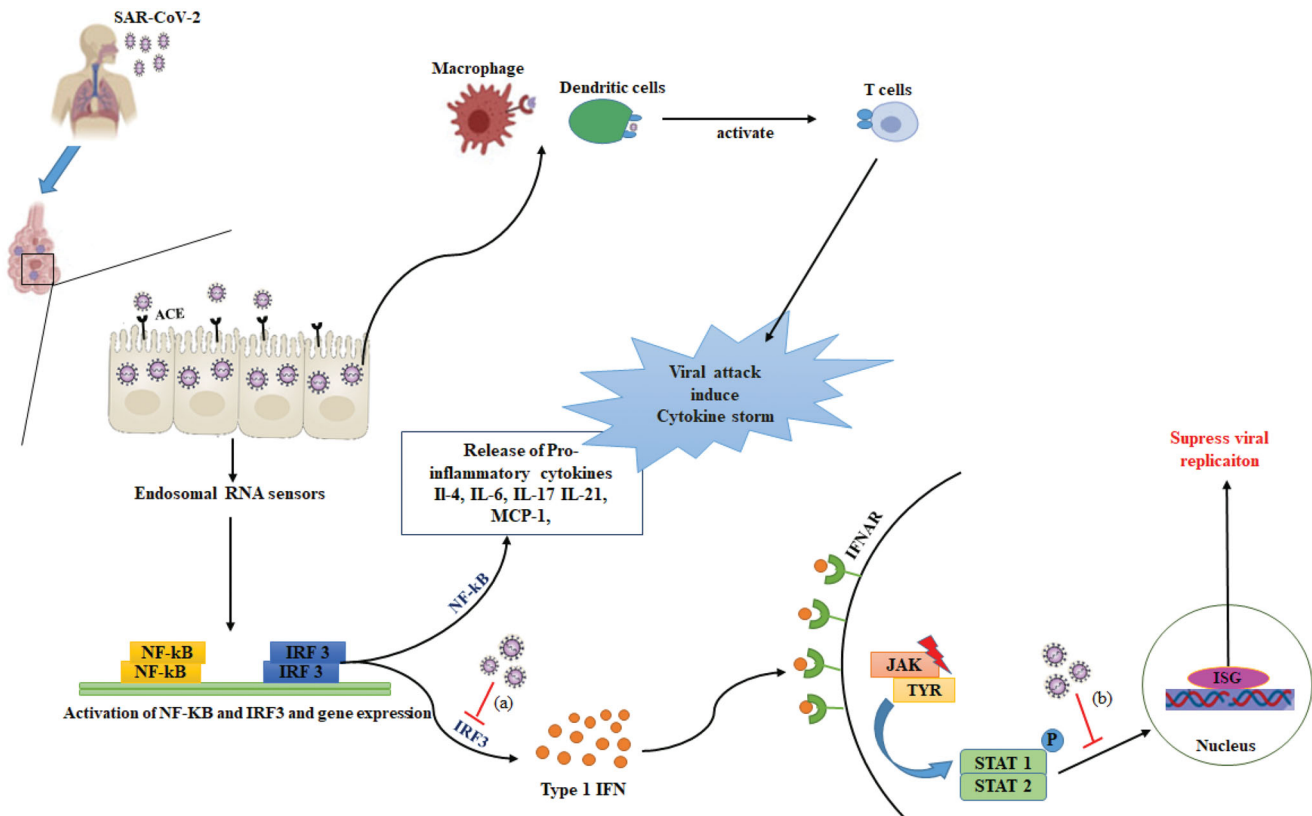 SAR-CoV-2
Macrophage
Dendritic cells
activate
T cells
ACE
Viral attack
induce
Cytokine storm
Release of Pro-
inflammatory cytokines
Il-4, IL-6, IL-17 IL-21,
MCP-1,
Endosomal RNA sensors
NF-kB
NF-kB
IRF 3
IRF 3
Activation of NF-KB and IRF3 and gene expression
NF-kB
(a)
IRF3
Type 1 IFN
IFNAR
JAK
TYR
P
STAT 1
STAT 2
(b)
Supress viral
replicaiton
ISG
Nucleus